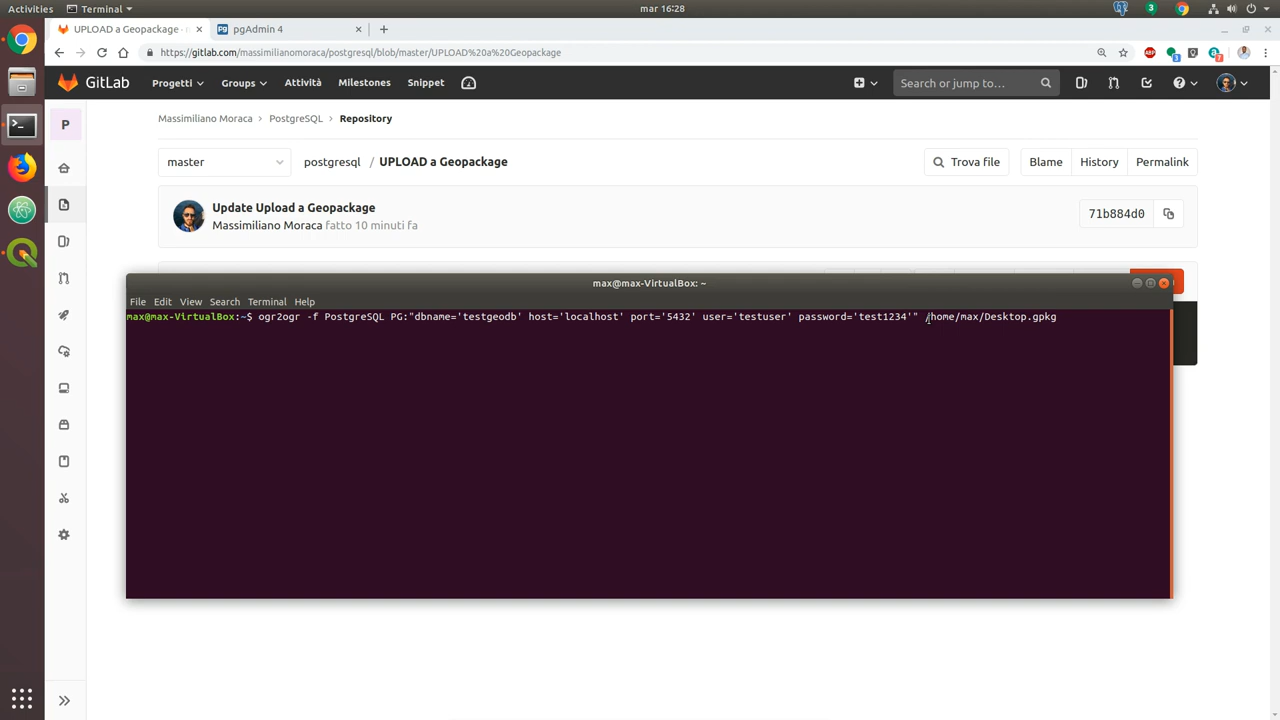 Activities Terminal mar 16:28 3
UPLOAD a Geopackage - pgAdmin 4
https://gitlab.com/massimilianomoraca/postgresql/blob/master/UPLOAD%20a%20Geopackage
GitLab Progetti Groups Attività Milestones Snippet Search or jump to…
P Massimiliano Moraca > PostgreSQL > Repository
master postgresql / UPLOAD a Geopackage Trova file Blame History Permalink
Update Upload a Geopackage
Massimiliano Moraca fatto 10 minuti fa
71b884d0
max@max-VirtualBox: ~
File Edit View Search Terminal Help
max@max-VirtualBox:~$ ogr2ogr -f PostgreSQL PG:"dbname='testgeodb' host='localhost' port='5432' user='testuser' password='test1234'" /home/max/Desktop.gpkg